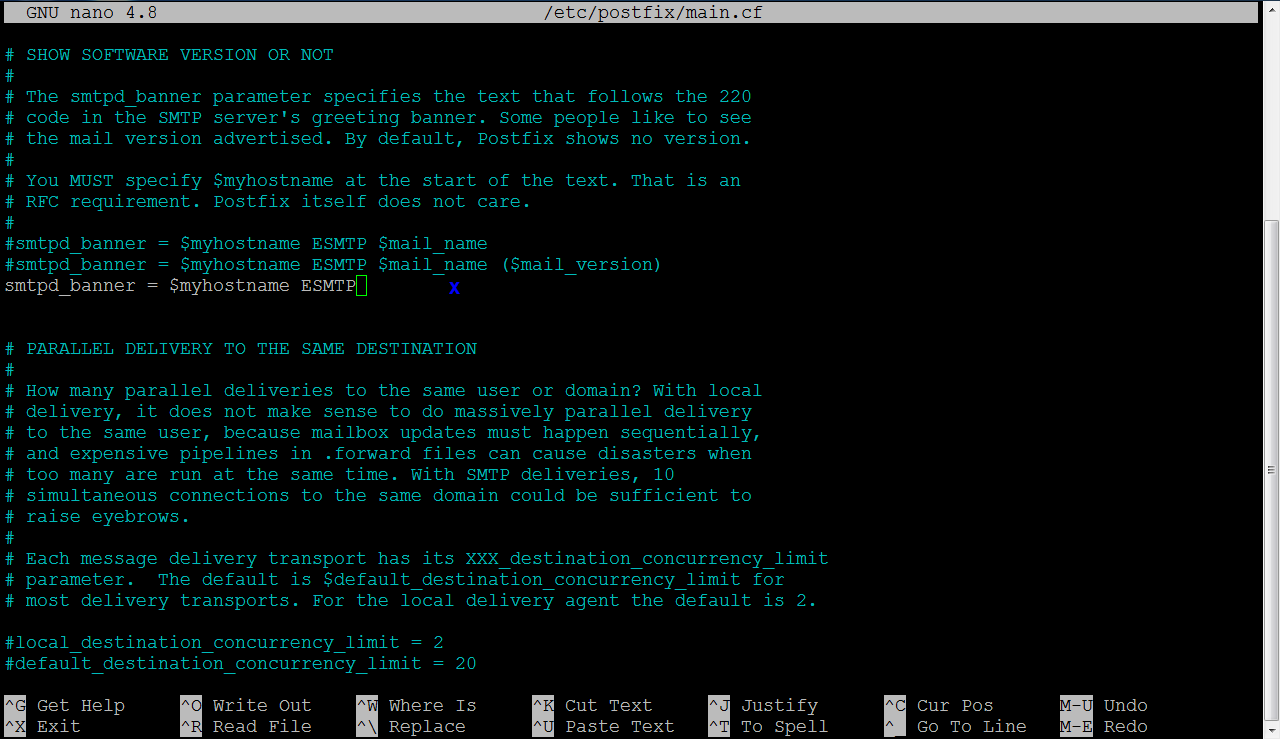 GNU nano 4.8 /etc/postfix/main.cf
# SHOW SOFTWARE VERSION OR NOT
#
# The smtpd_banner parameter specifies the text that follows the 220
# code in the SMTP server's greeting banner. Some people like to see
# the mail version advertised. By default, Postfix shows no version.
#
# You MUST specify $myhostname at the start of the text. That is an
# RFC requirement. Postfix itself does not care.
#
#smtpd_banner = $myhostname ESMTP $mail_name
#smtpd_banner = $myhostname ESMTP $mail_name ($mail_version)
smtpd_banner = $myhostname ESMTP x
# PARALLEL DELIVERY TO THE SAME DESTINATION
#
# How many parallel deliveries to the same user or domain? With local
# delivery, it does not make sense to do massively parallel delivery
# to the same user, because mailbox updates must happen sequentially,
# and expensive pipelines in .forward files can cause disasters when
# too many are run at the same time. With SMTP deliveries, 10
# simultaneous connections to the same domain could be sufficient to
# raise eyebrows.
#
# Each message delivery transport has its XXX_destination_concurrency_limit
# parameter.  The default is $default_destination_concurrency_limit for
# most delivery transports. For the local delivery agent the default is 2.
#local_destination_concurrency_limit = 2
#default_destination_concurrency_limit = 20
^G Get Help ^O Write Out ^W Where Is ^K Cut Text ^J Justify ^C Cur Pos M-U Undo
^X Exit ^R Read File ^\ Replace ^U Paste Text ^T To Spell ^_ Go To Line M-E Redo